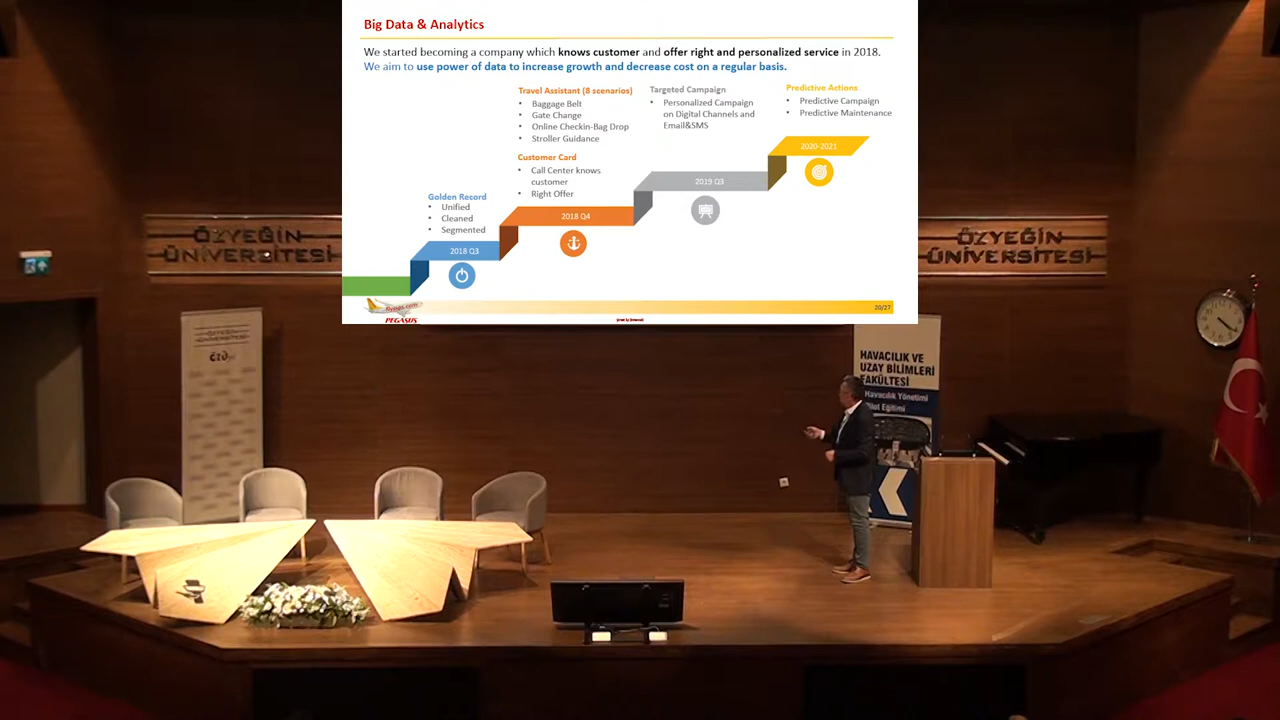 Big Data & Analytics
We started becoming a company which knows customer and offer right and personalized service in 2018.
We aim to use power of data to increase growth and decrease cost on a regular basis.
Golden Record
• Unified
• Cleaned
• Segmented
2018 Q3
Travel Assistant (8 scenarios)
• Baggage Belt
• Gate Change
• Online Checkin-Bag Drop
• Stroller Guidance
Customer Card
• Call Center knows
customer
• Right Offer
2018 Q4
Targeted Campaign
• Personalized Campaign
on Digital Channels and
Email&SMS
2019 Q3
Predictive Actions
• Predictive Campaign
• Predictive Maintenance
2020-2021
PEGASUS
20/27
ÖZYEĞİN
ÜNİVERSİTESİ
ÖZYEĞİN
ÜNİVERSİTESİ
HAVACILIK VE
UZAY BİLİMLERİ
FAKÜLTESİ
Havacılık Yönetimi
Pilot Eğitimi